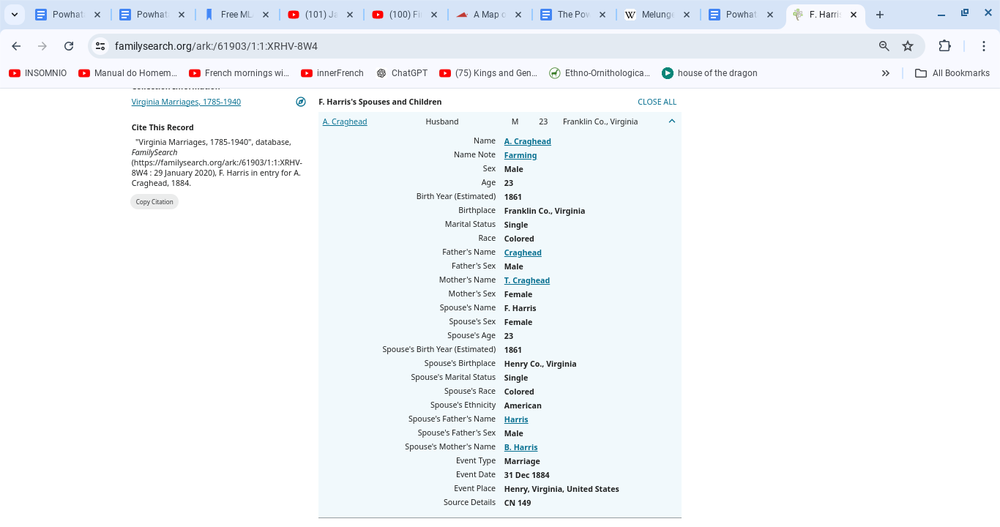 Powhat
Powhat
Free ML
(101) Ja
(100) Fi
A Map o
The Pow
Melunge
Powhat
F. Harris
familysearch.org/ark:/61903/1:1:XRHV-8W4
INSOMNIO
Manual do Homem...
French mornings wi...
innerFrench
ChatGPT
(75) Kings and Gen...
Ethno-Ornithologica...
house of the dragon
All Bookmarks
Collection Information
Virginia Marriages, 1785-1940
Cite This Record
"Virginia Marriages, 1785-1940", database,
FamilySearch
(https://familysearch.org/ark:/61903/1:1:XRHV-
8W4 : 29 January 2020), F. Harris in entry for A.
Craghead, 1884.
Copy Citation
F. Harris's Spouses and Children CLOSE ALL
A. Craghead Husband M 23 Franklin Co., Virginia
Name A. Craghead
Name Note Farming
Sex Male
Age 23
Birth Year (Estimated) 1861
Birthplace Franklin Co., Virginia
Marital Status Single
Race Colored
Father's Name Craghead
Father's Sex Male
Mother's Name T. Craghead
Mother's Sex Female
Spouse's Name F. Harris
Spouse's Sex Female
Spouse's Age 23
Spouse's Birth Year (Estimated) 1861
Spouse's Birthplace Henry Co., Virginia
Spouse's Marital Status Single
Spouse's Race Colored
Spouse's Ethnicity American
Spouse's Father's Name Harris
Spouse's Father's Sex Male
Spouse's Mother's Name B. Harris
Event Type Marriage
Event Date 31 Dec 1884
Event Place Henry, Virginia, United States
Source Details CN 149